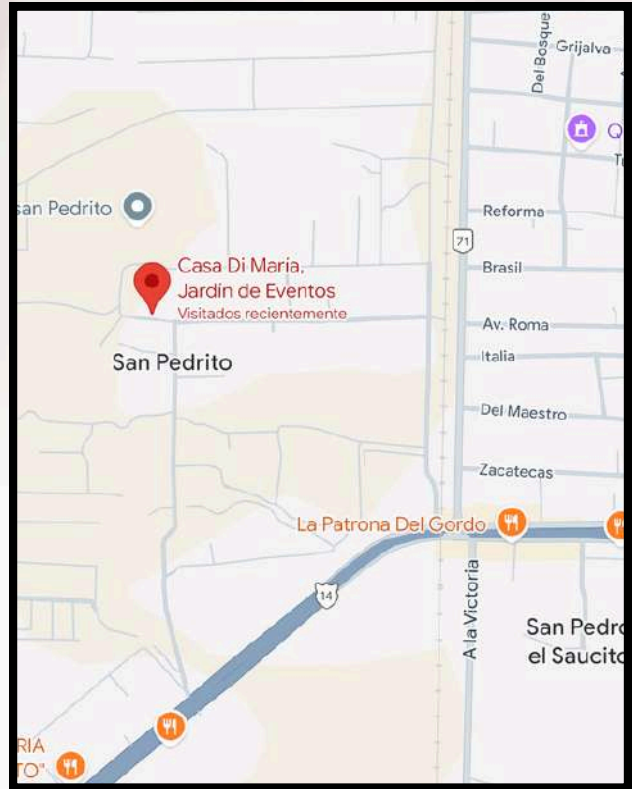 Del Bosque
Grijalva
Q
san Pedrito
Reforma
71
Casa Di Maria,
Jardín de Eventos
Visitados recientemente
Brasil
Av. Roma
San Pedrito
Italia
Del Maestro
Zacatecas
La Patrona Del Gordo
14
A la Victoria
San Pedro
el Saucito
RIA
TO"